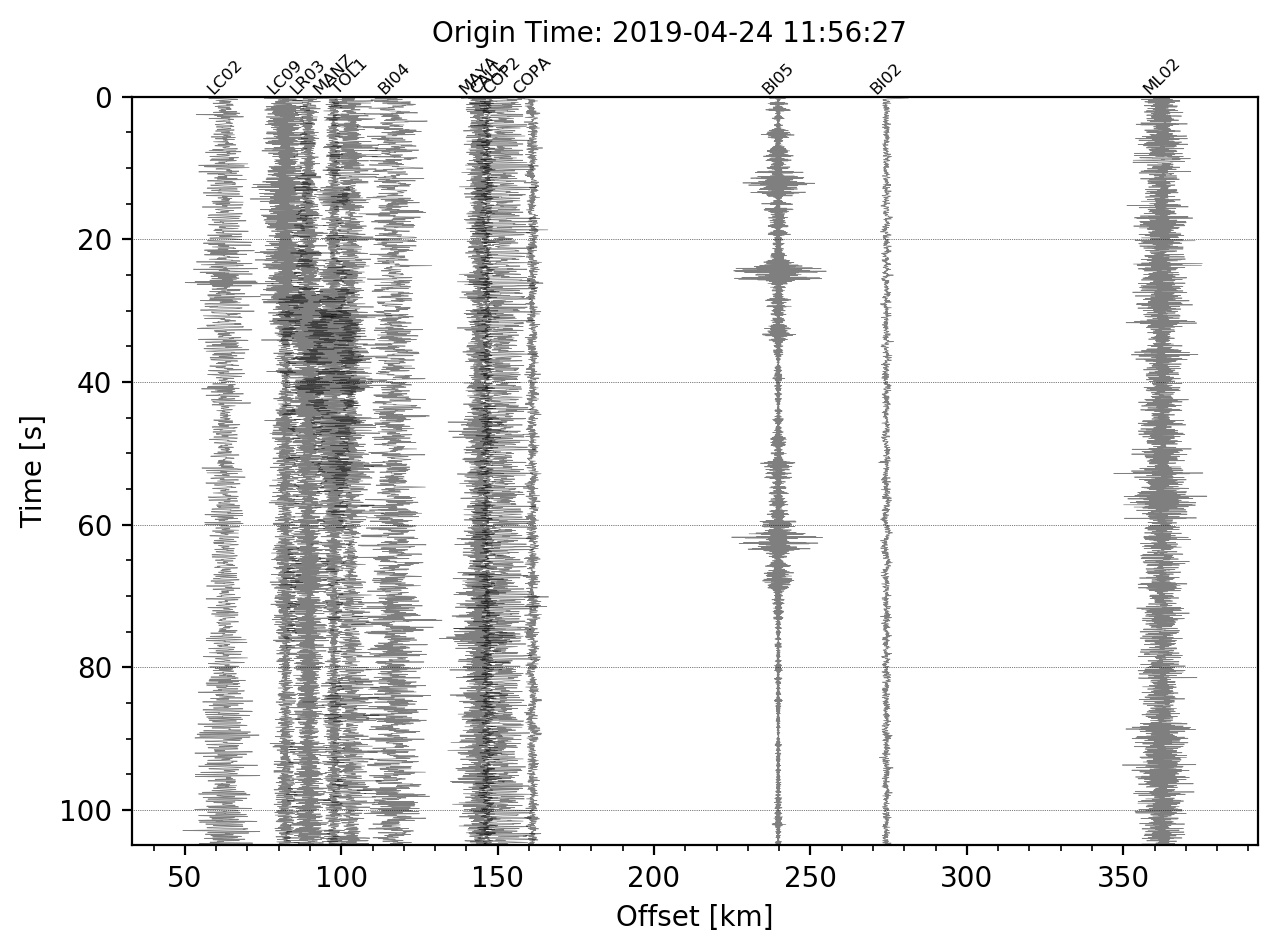 Origin Time: 2019-04-24 11:56:27
LC02 LC09 LR03 MANZ TOL1 BI04 MAYA COP2 COPA BI05 BI02 ML02
0
20
40
60
80
100
Time [s]
50 100 150 200 250 300 350
Offset [km]